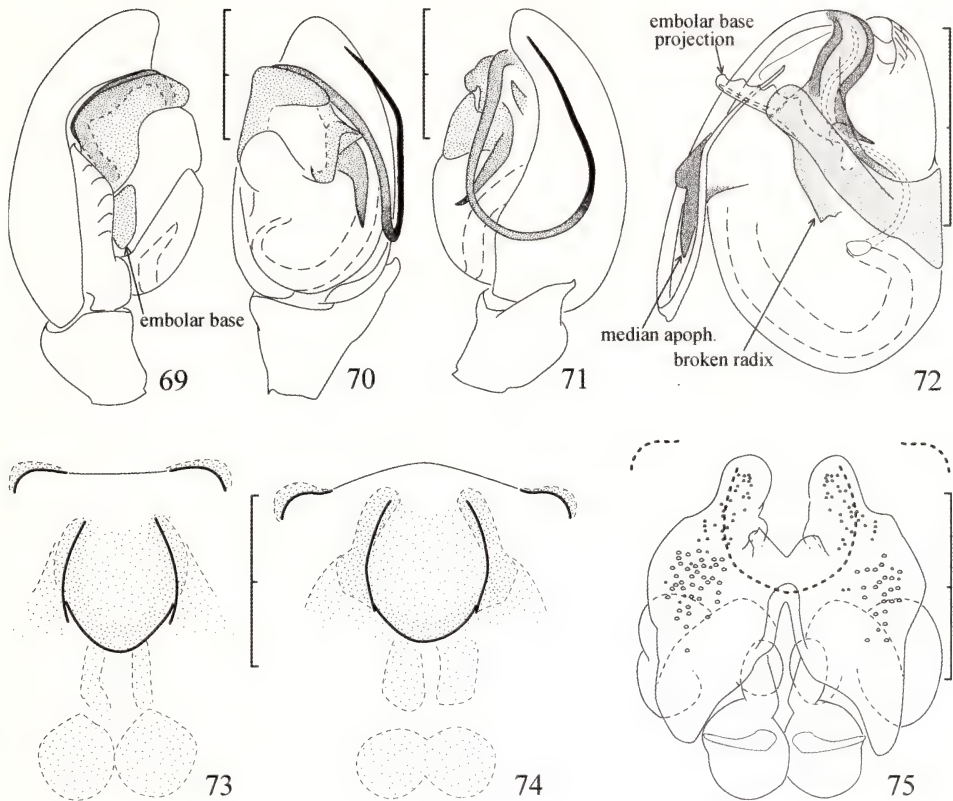 69
embolar base
70
71
embolar base
projection
median apoph.
broken radix
72
73
74
75